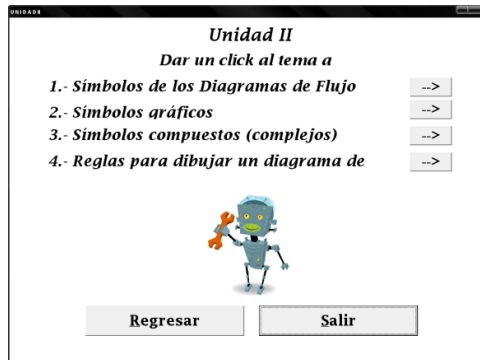 UNIDADII
Unidad II
Dar un click al tema a
1.- Símbolos de los Diagramas de Flujo -->
2.- Símbolos gráficos -->
3.- Símbolos compuestos (complejos) -->
4.- Reglas para dibujar un diagrama de -->
Regresar Salir